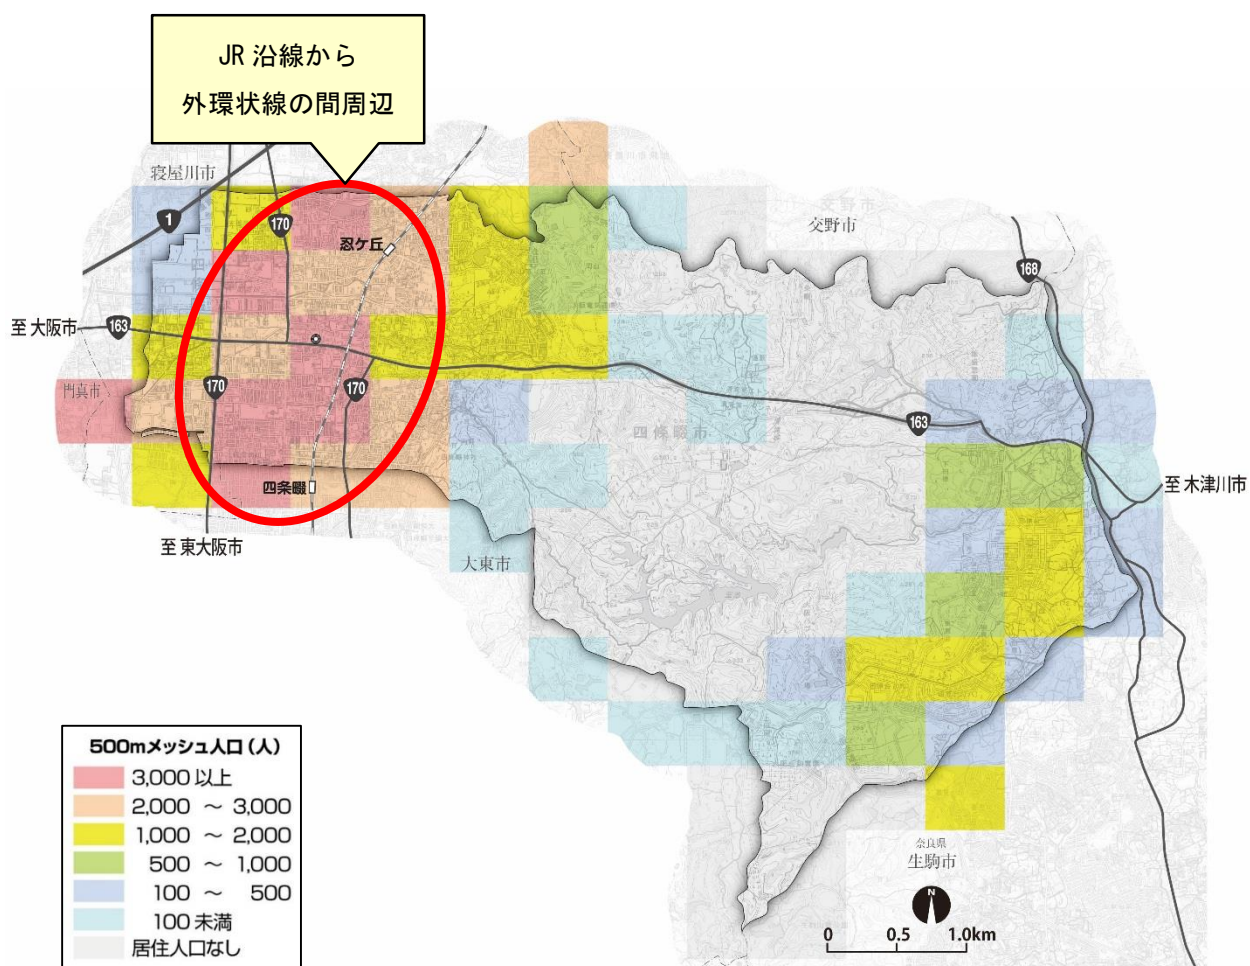 JR 沿線から
外環状線の間周辺
寝屋川市
1
170
忍ケ丘
交野市
交野市
168
至 大阪市
163
門真市
170
170
四條畷市
163
四条畷
至 木津川市
至 東大阪市
大東市
500mメッシュ人口（人）
3,000 以上
2,000 ～ 3,000
1,000 ～ 2,000
500 ～ 1,000
100 ～ 500
100 未満
居住人口なし
奈良県
生駒市
N
0 0.5 1.0km